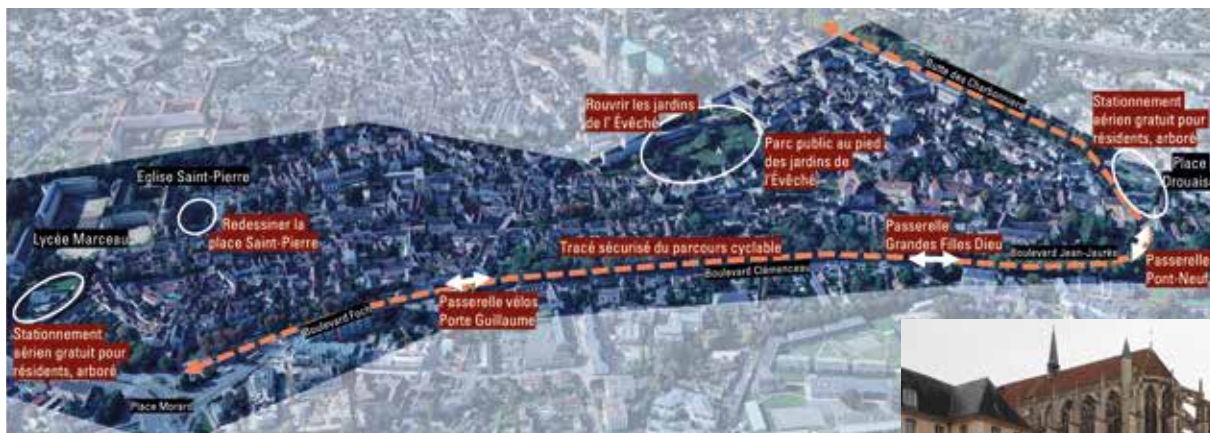 Butte des Charbonniers
Rouvrir les jardins
de l' Évêché
Stationnement
aérien gratuit pour
résidents, arboré
Parc public au pied
des jardins de
l'Évêché
Place
Drouaise
Eglise Saint-Pierre
Redessiner la
place Saint-Pierre
Lycée Marceau
Passerelle
Grandes Filles Dieu
Tracé sécurisé du parcours cyclable
Boulevard Jean-Jaurès
Boulevard Clémenceau
Passerelle
Pont-Neuf
Passerelle vélos
Porte Guillaume
Boulevard Foch
Stationnement
aérien gratuit pour
résidents, arboré
Place Morard